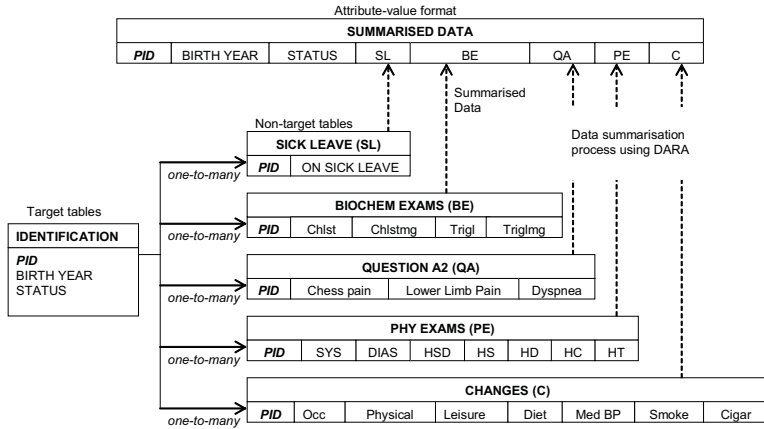 Attribute-value format
SUMMARISED DATA
PID BIRTH YEAR STATUS SL BE QA PE C
Summarised
Data
Data summarisation
process using DARA
Non-target tables
SICK LEAVE (SL)
PID ON SICK LEAVE
one-to-many
BIOCHEM EXAMS (BE)
PID Chlst Chlstmg Trigl Triglmg
one-to-many
Target tables
IDENTIFICATION
PID
BIRTH YEAR
STATUS
QUESTION A2 (QA)
PID Chess pain Lower Limb Pain Dyspnea
one-to-many
PHY EXAMS (PE)
PID SYS DIAS HSD HS HD HC HT
one-to-many
CHANGES (C)
PID Occ Physical Leisure Diet Med BP Smoke Cigar
one-to-many